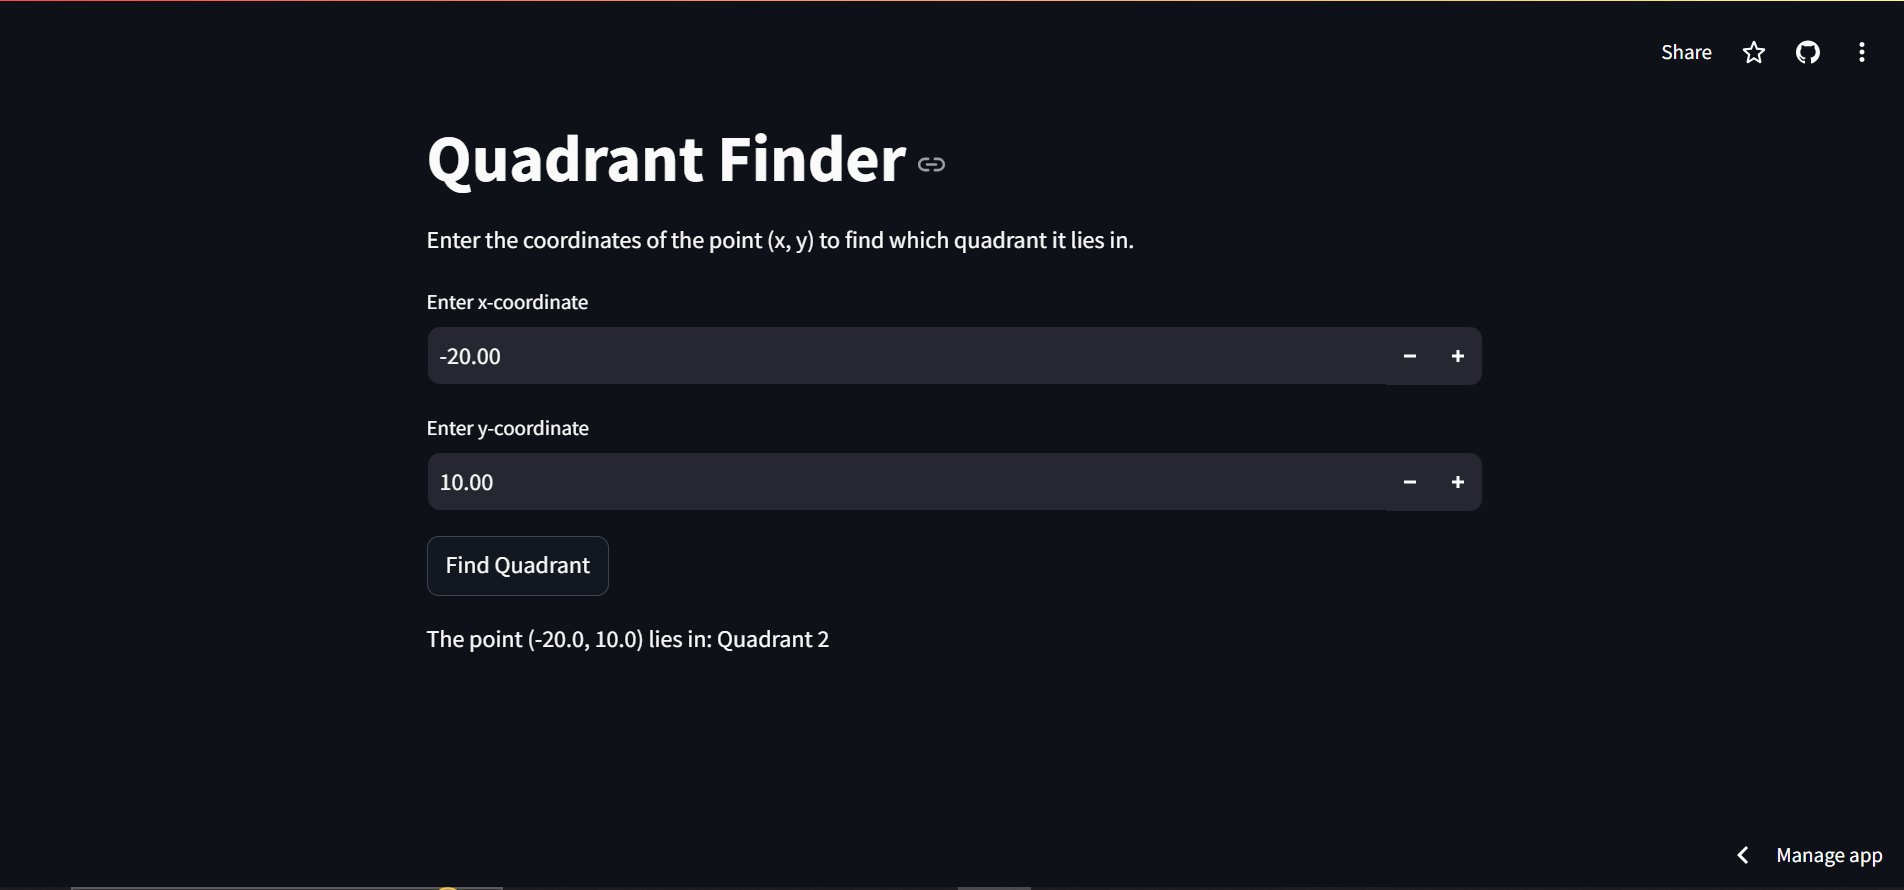 Share
Quadrant Finder
Enter the coordinates of the point (x, y) to find which quadrant it lies in.
Enter x-coordinate
-20.00
Enter y-coordinate
10.00
Find Quadrant
The point (-20.0, 10.0) lies in: Quadrant 2
Manage app